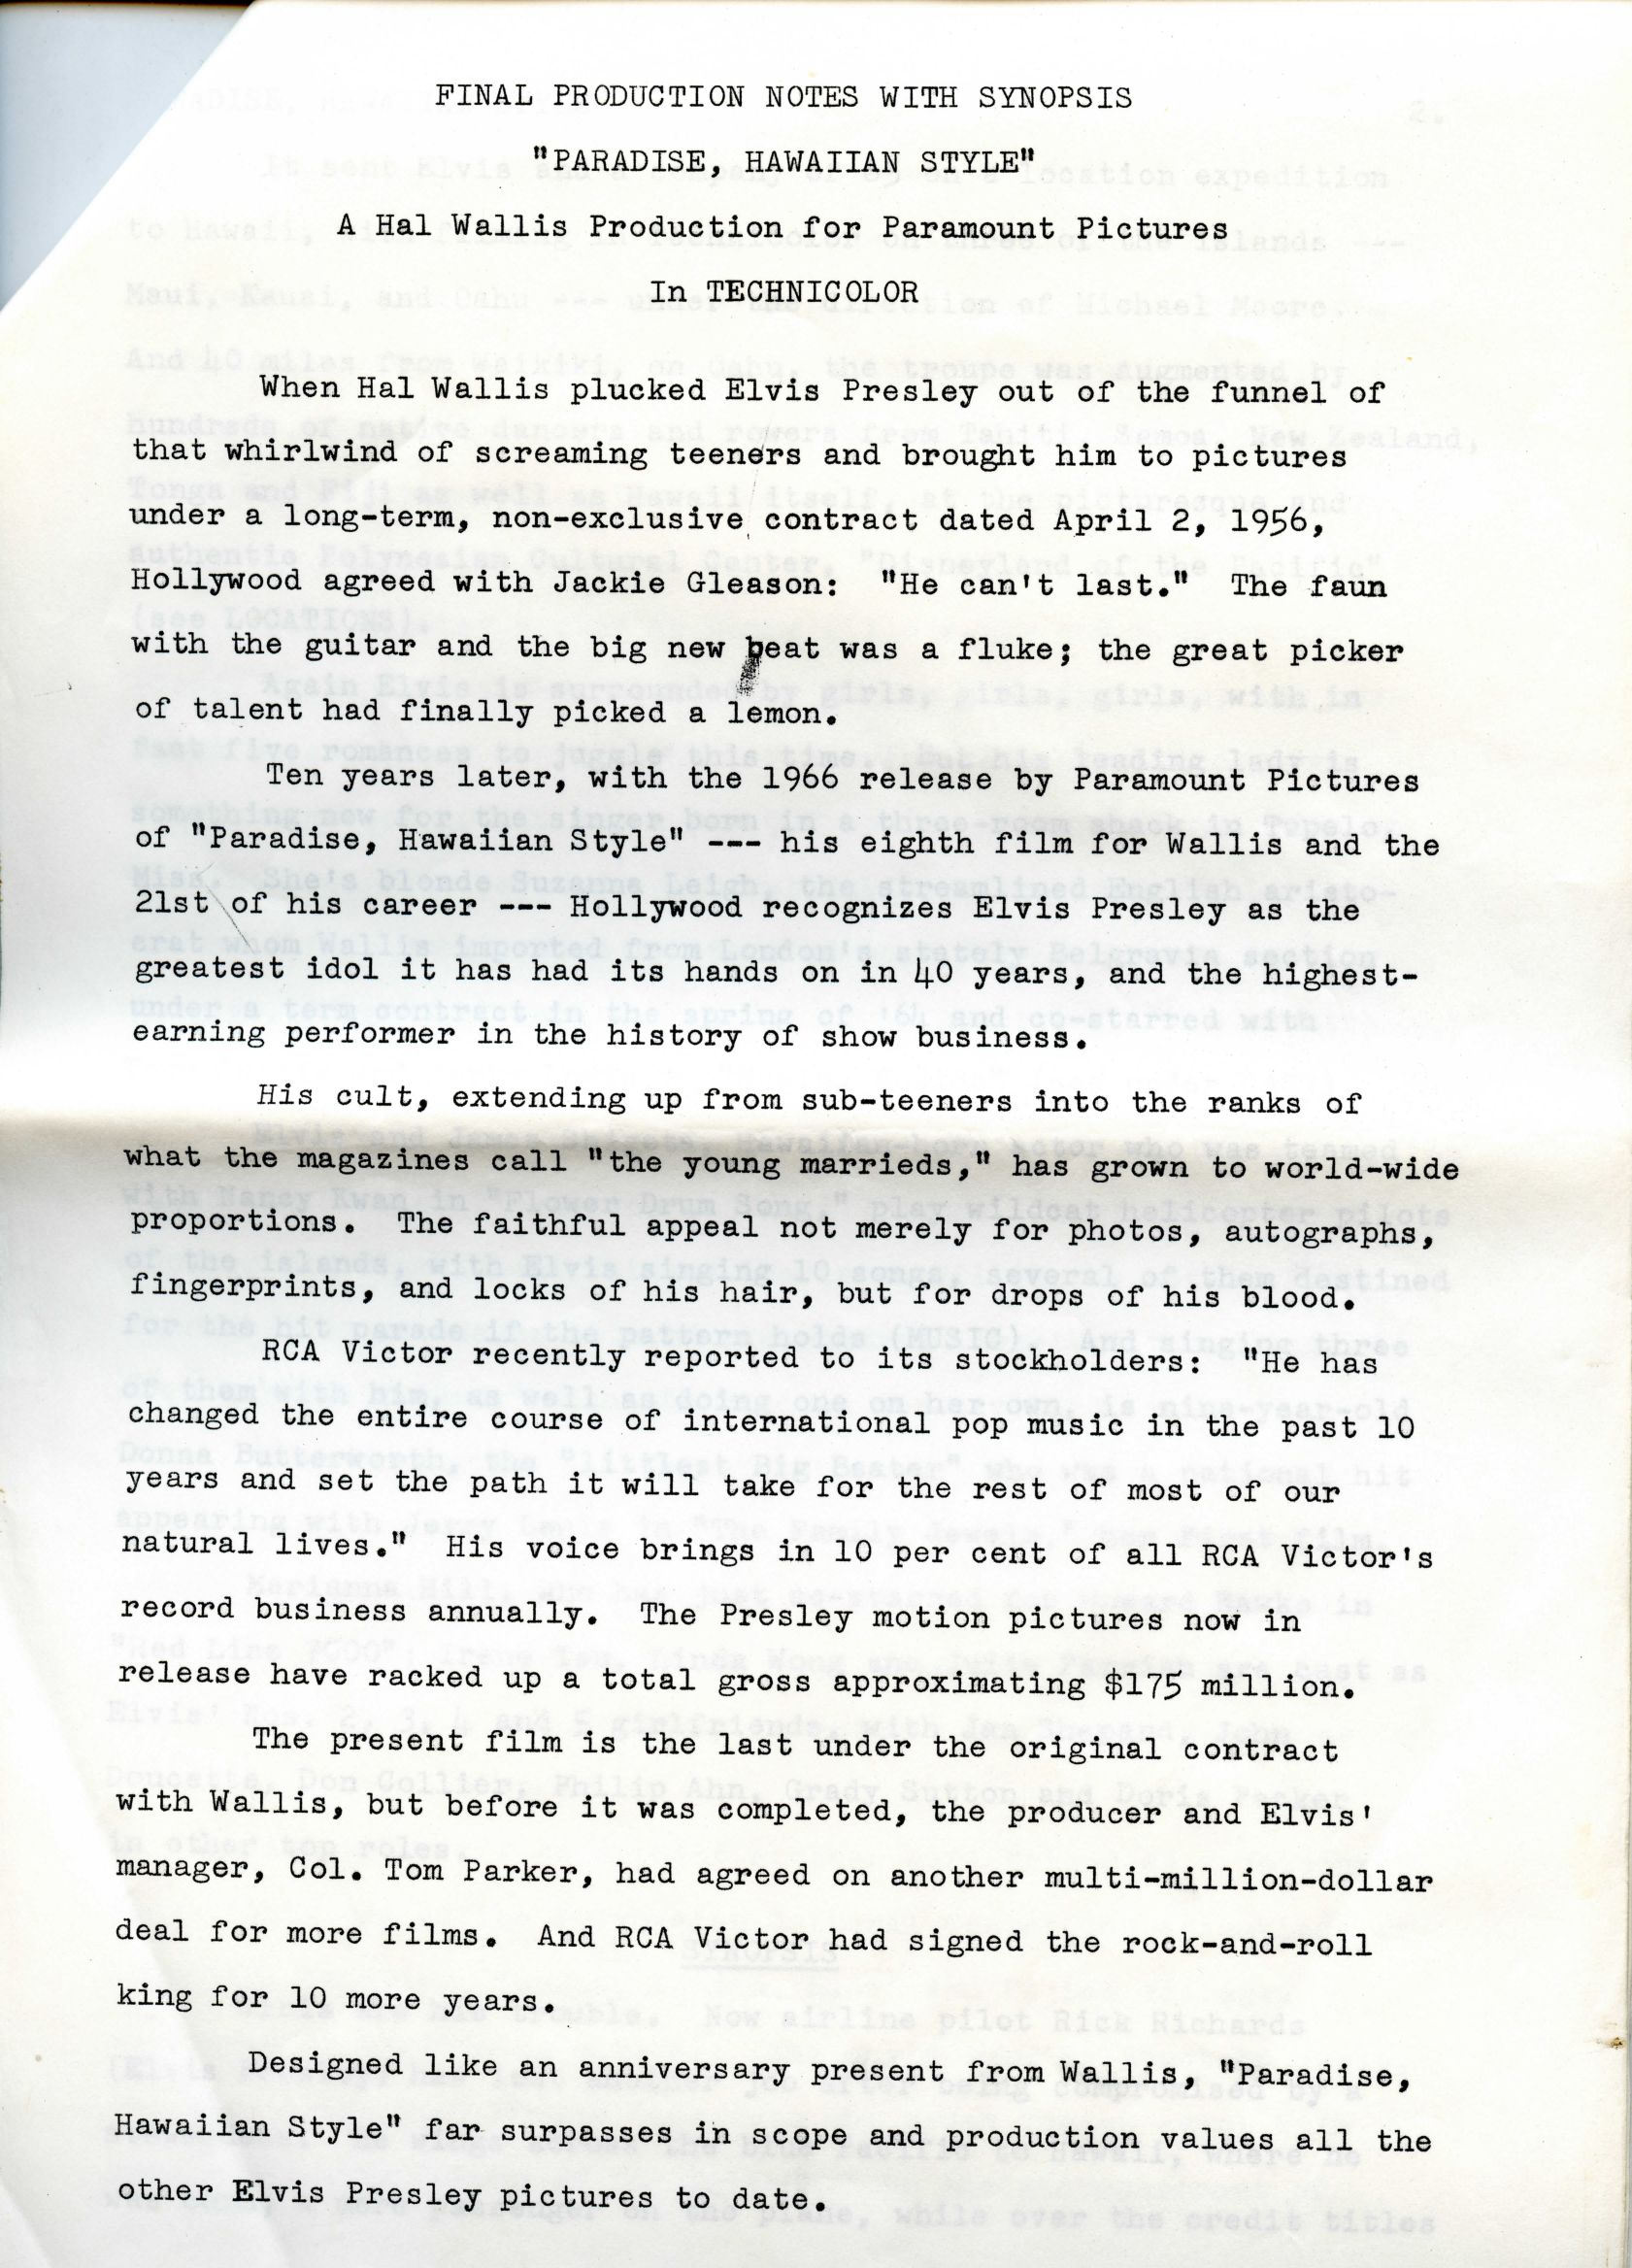 FINAL PRODUCTION NOTES WITH SYNOPSIS
"PARADISE, HAWAIIAN STYLE"
A Hal Wallis Production for Paramount Pictures
In TECHNICOLOR
When Hal Wallis plucked Elvis Presley out of the funnel of
that whirlwind of screaming teeners and brought him to pictures
under a long-term, non-exclusive contract dated April 2, 1956,
Hollywood agreed with Jackie Gleason: "He can't last." The faun
with the guitar and the big new beat was a fluke; the great picker
of talent had finally picked a lemon.
Ten years later, with the 1966 release by Paramount Pictures
of "Paradise, Hawaiian Style" --- his eighth film for Wallis and the
21st of his career --- Hollywood recognizes Elvis Presley as the
greatest idol it has had its hands on in 40 years, and the highest-
earning performer in the history of show business.
His cult, extending up from sub-teeners into the ranks of
what the magazines call "the young marrieds," has grown to world-wide
proportions. The faithful appeal not merely for photos, autographs,
fingerprints, and locks of his hair, but for drops of his blood.
RCA Victor recently reported to its stockholders: "He has
changed the entire course of international pop music in the past 10
years and set the path it will take for the rest of most of our
natural lives." His voice brings in 10 per cent of all RCA Victor's
record business annually. The Presley motion pictures now in
release have racked up a total gross approximating $175 million.
The present film is the last under the original contract
with Wallis, but before it was completed, the producer and Elvis'
manager, Col. Tom Parker, had agreed on another multi-million-dollar
deal for more films. And RCA Victor had signed the rock-and-roll
king for 10 more years.
Designed like an anniversary present from Wallis, "Paradise,
Hawaiian Style" far surpasses in scope and production values all the
other Elvis Presley pictures to date.